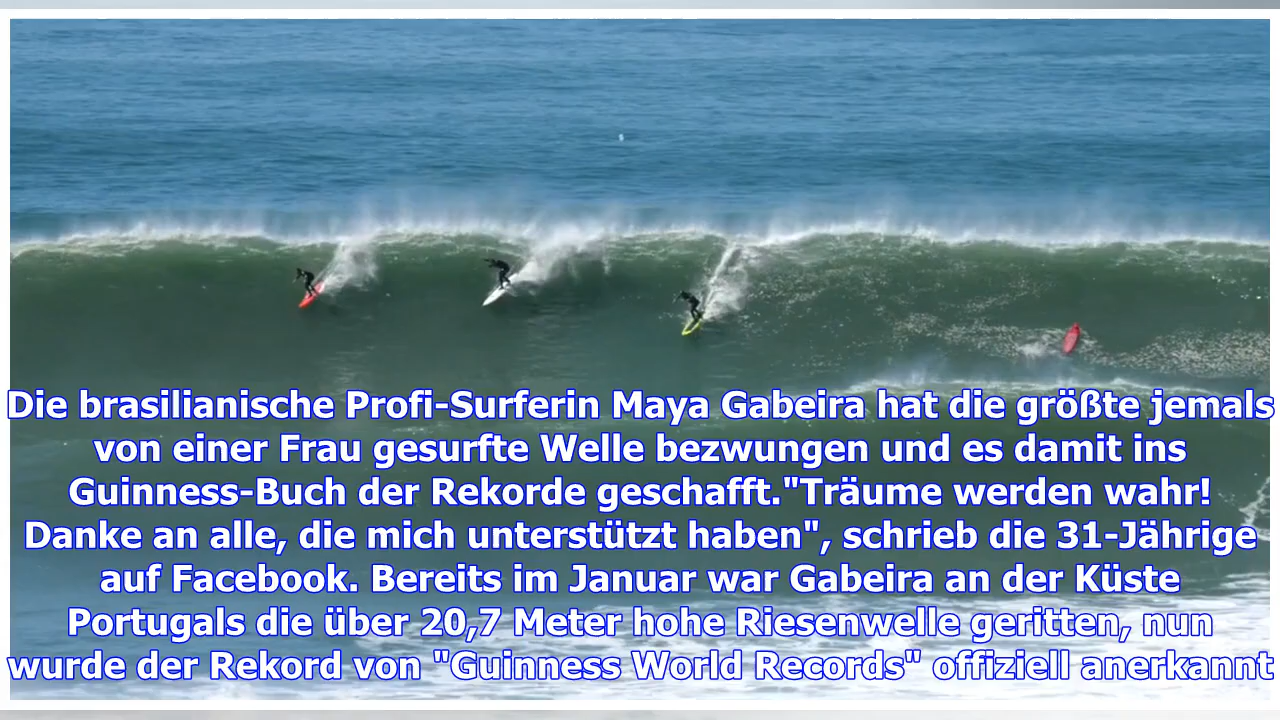 Die brasilianische Profi-Surferin Maya Gabeira hat die größte jemals
von einer Frau gesurfte Welle bezwungen und es damit ins
Guinness-Buch der Rekorde geschafft."Träume werden wahr!
Danke an alle, die mich unterstützt haben", schrieb die 31-Jährige
auf Facebook. Bereits im Januar war Gabeira an der Küste
Portugals die über 20,7 Meter hohe Riesenwelle geritten, nun
wurde der Rekord von "Guinness World Records" offiziell anerkannt